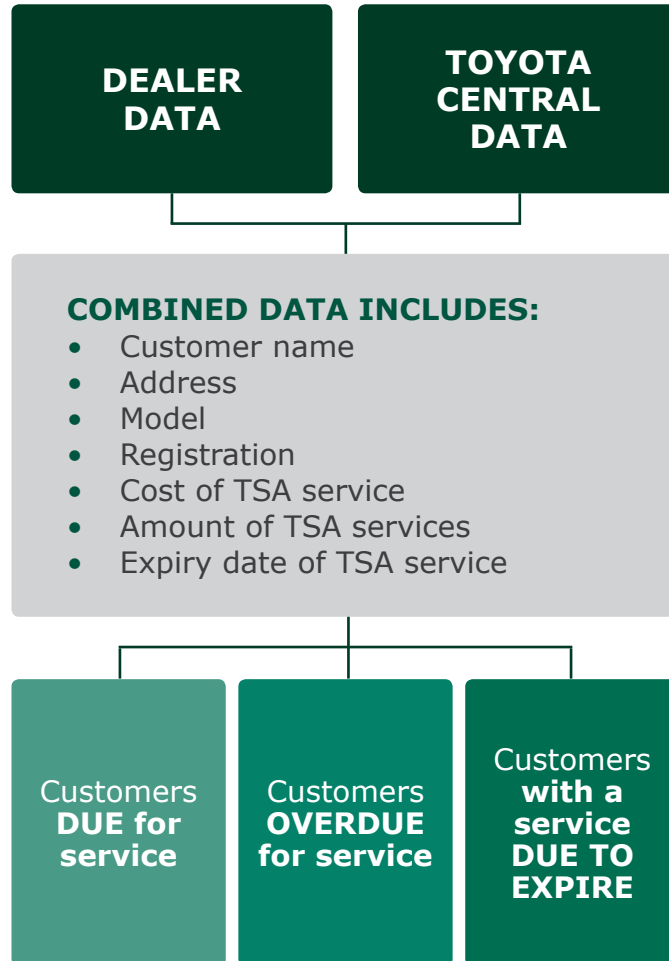 DEALER
DATA
TOYOTA
CENTRAL
DATA
COMBINED DATA INCLUDES:
• Customer name
• Address
• Model
• Registration
• Cost of TSA service
• Amount of TSA services
• Expiry date of TSA service
Customers
DUE for
service
Customers
OVERDUE
for service
Customers
with a
service
DUE TO
EXPIRE